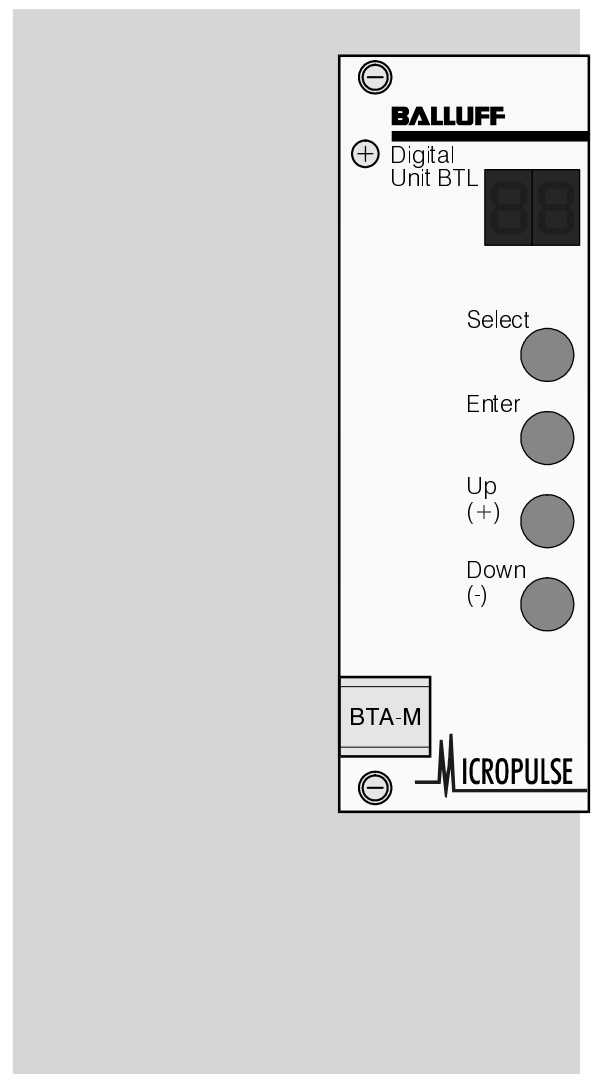 BALLUFF
Digital
Unit BTL
Select
Enter
Up
(+)
Down
(-)
BTA-M
MICROPULSE